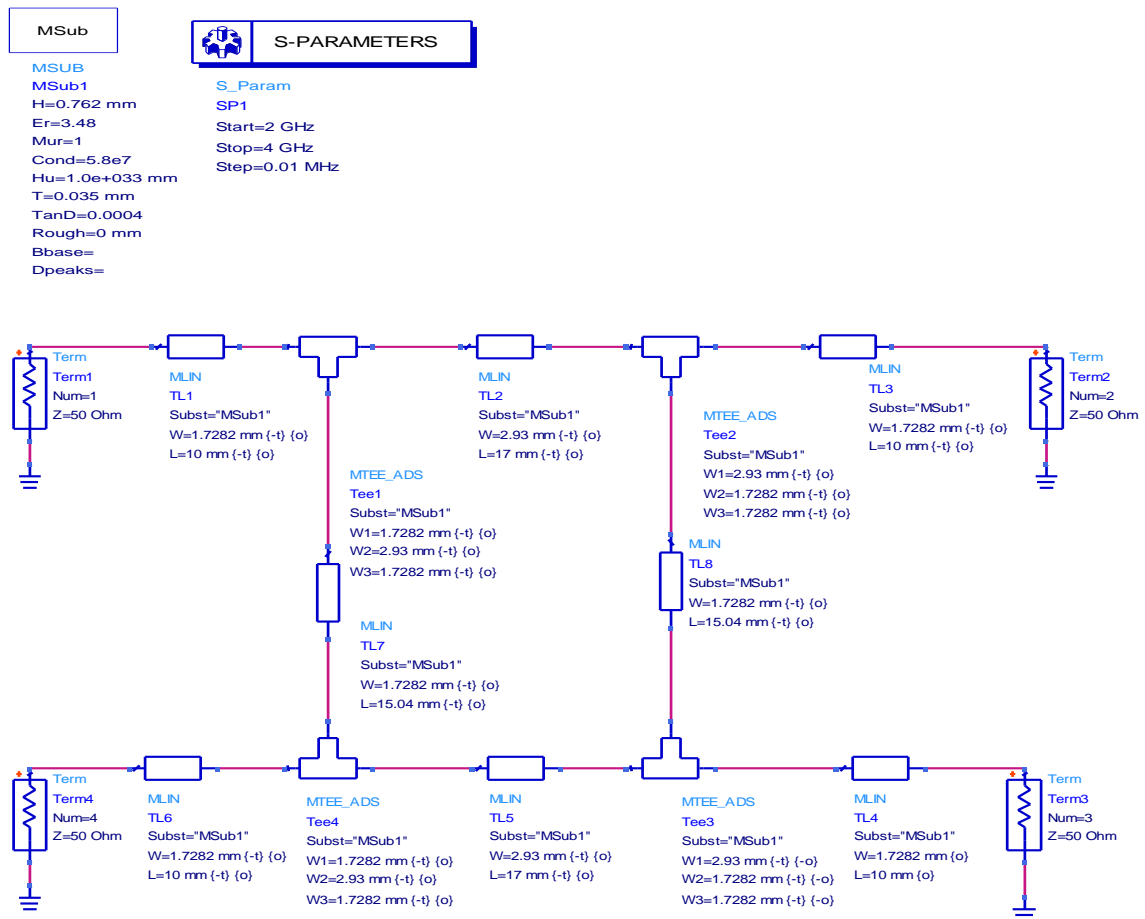 MSub
MSUB
MSub1
H=0.762 mm
Er=3.48
Mur=1
Cond=5.8e7
Hu=1.0e+033 mm
T=0.035 mm
TanD=0.0004
Rough=0 mm
Bbase=
Dpeaks=
S-PARAMETERS
S_Param
SP1
Start=2 GHz
Stop=4 GHz
Step=0.01 MHz
Term
Term1
Num=1
Z=50 Ohm
MLIN
TL1
Subst="MSub1"
W=1.7282 mm {-t} {o}
L=10 mm {-t} {o}
MTEE_ADS
Tee1
Subst="MSub1"
W1=1.7282 mm {-t} {o}
W2=2.93 mm {-t} {o}
W3=1.7282 mm {-t} {o}
MLIN
TL2
Subst="MSub1"
W=2.93 mm {-t} {o}
L=17 mm {-t} {o}
MTEE_ADS
Tee2
Subst="MSub1"
W1=2.93 mm {-t} {o}
W2=1.7282 mm {-t} {o}
W3=1.7282 mm {-t} {o}
MLIN
TL3
Subst="MSub1"
W=1.7282 mm {-t} {o}
L=10 mm {-t} {o}
Term
Term2
Num=2
Z=50 Ohm
MLIN
TL7
Subst="MSub1"
W=1.7282 mm {-t} {o}
L=15.04 mm {-t} {o}
MLIN
TL8
Subst="MSub1"
W=1.7282 mm {-t} {o}
L=15.04 mm {-t} {o}
Term
Term4
Num=4
Z=50 Ohm
MLIN
TL6
Subst="MSub1"
W=1.7282 mm {-t} {o}
L=10 mm {-t} {o}
MTEE_ADS
Tee4
Subst="MSub1"
W1=1.7282 mm {-t} {o}
W2=2.93 mm {-t} {o}
W3=1.7282 mm {-t} {o}
MLIN
TL5
Subst="MSub1"
W=2.93 mm {-t} {o}
L=17 mm {-t} {o}
MTEE_ADS
Tee3
Subst="MSub1"
W1=2.93 mm {-t} {-o}
W2=1.7282 mm {-t} {-o}
W3=1.7282 mm {-t} {-o}
MLIN
TL4
Subst="MSub1"
W=1.7282 mm {-t} {o}
L=10 mm {o}
Term
Term3
Num=3
Z=50 Ohm